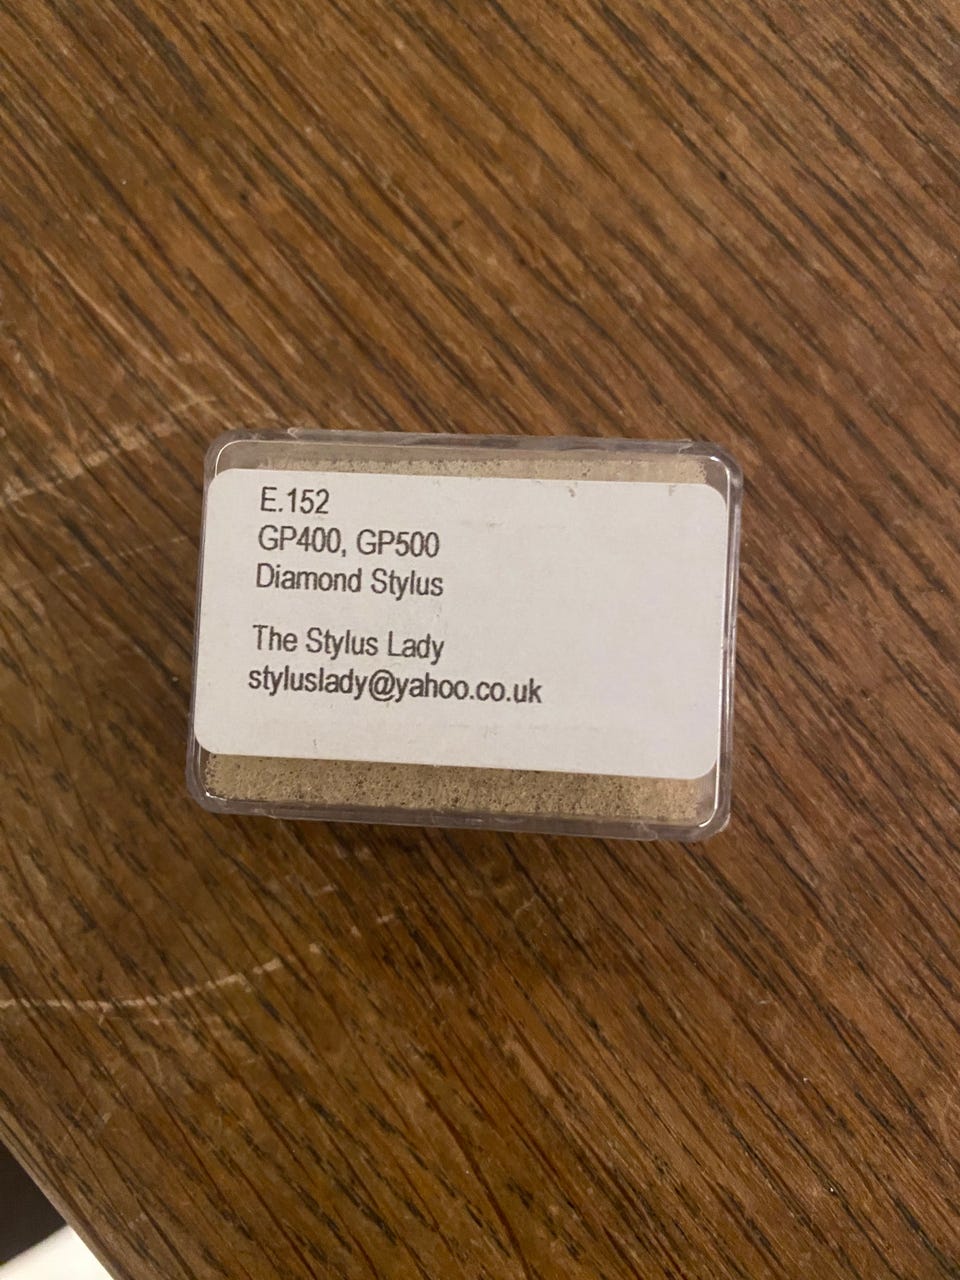 E.152
GP400, GP500
Diamond Stylus
The Stylus Lady
styluslady@yahoo.co.uk